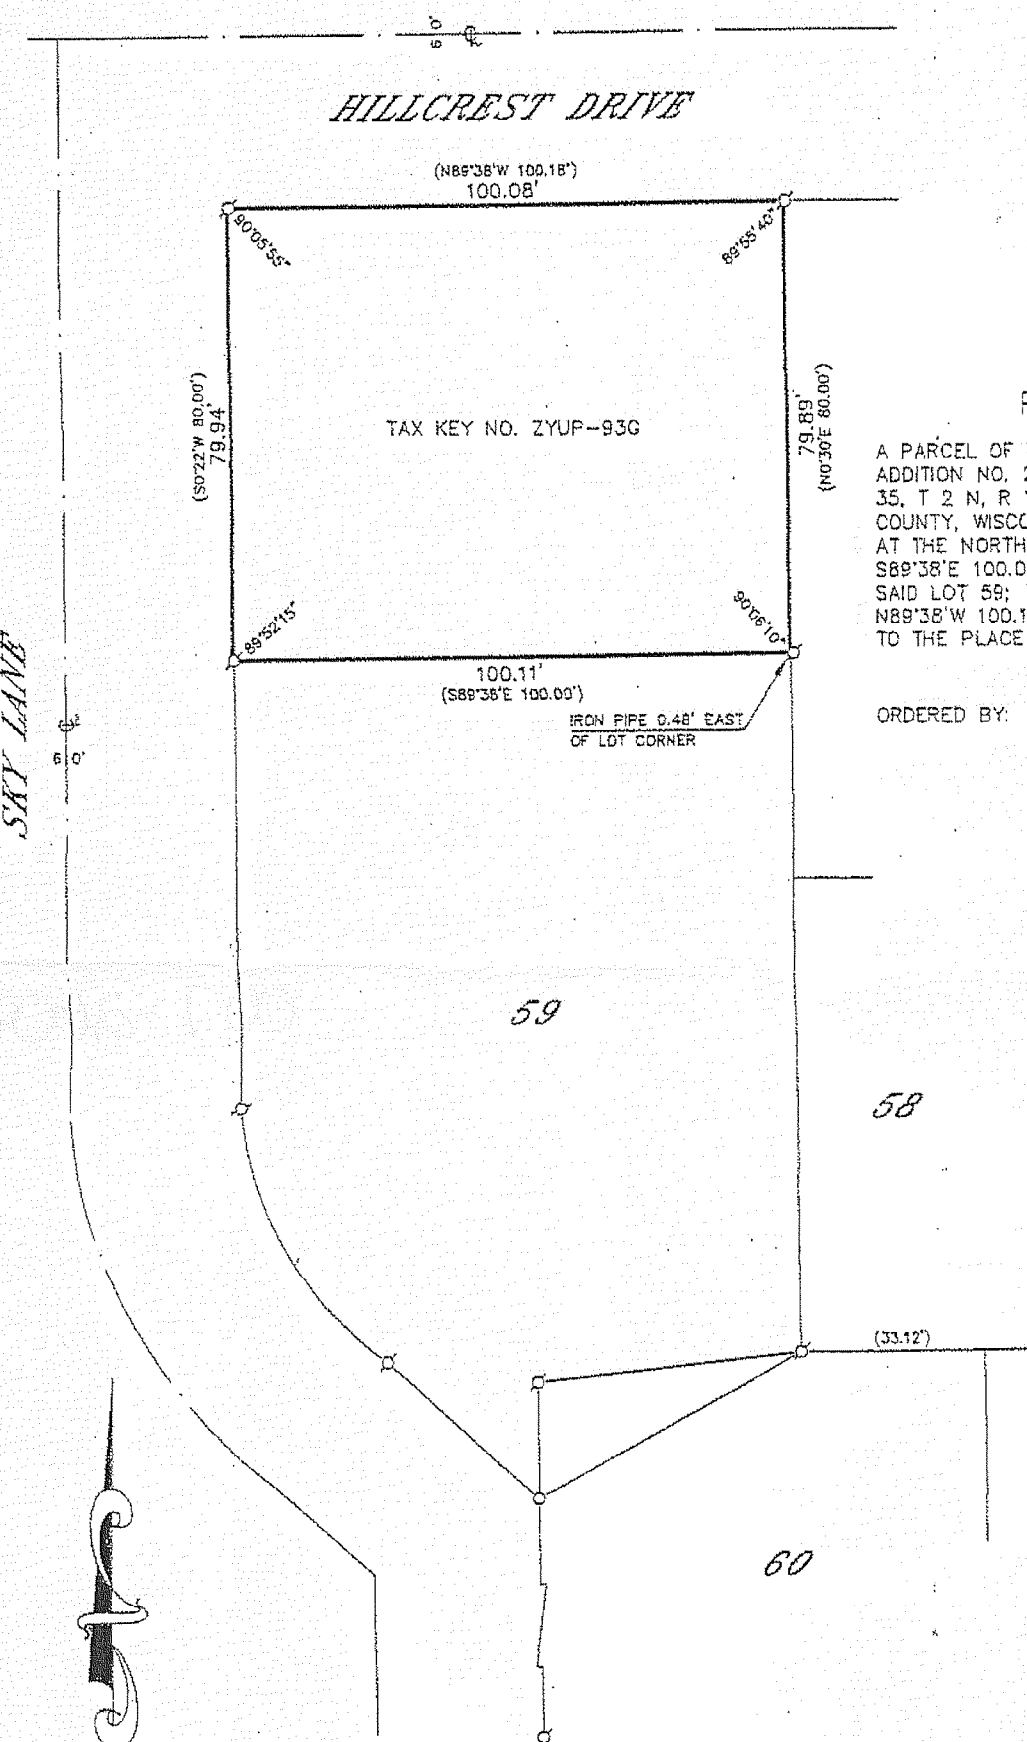 60'
HILLCREST DRIVE
(N89°38'W 100.18')
100.08'
90°05'55"
89°55'40"
(S0°22'W 80.00')
79.94'
TAX KEY NO. ZYUP-93G
79.89'
(N0°30'E 80.00')
A PARCEL OF
ADDITION NO. 2
35, T 2 N, R
COUNTY, WISCO
AT THE NORTH
S89°38'E 100.0
SAID LOT 59;
N89°38'W 100.1
TO THE PLACE
89°52'15"
90°06'10"
100.11'
(S89°38'E 100.00')
IRON PIPE 0.48' EAST
OF LOT CORNER
ORDERED BY:
SKY LANE
60'
59
58
(33.12')
60